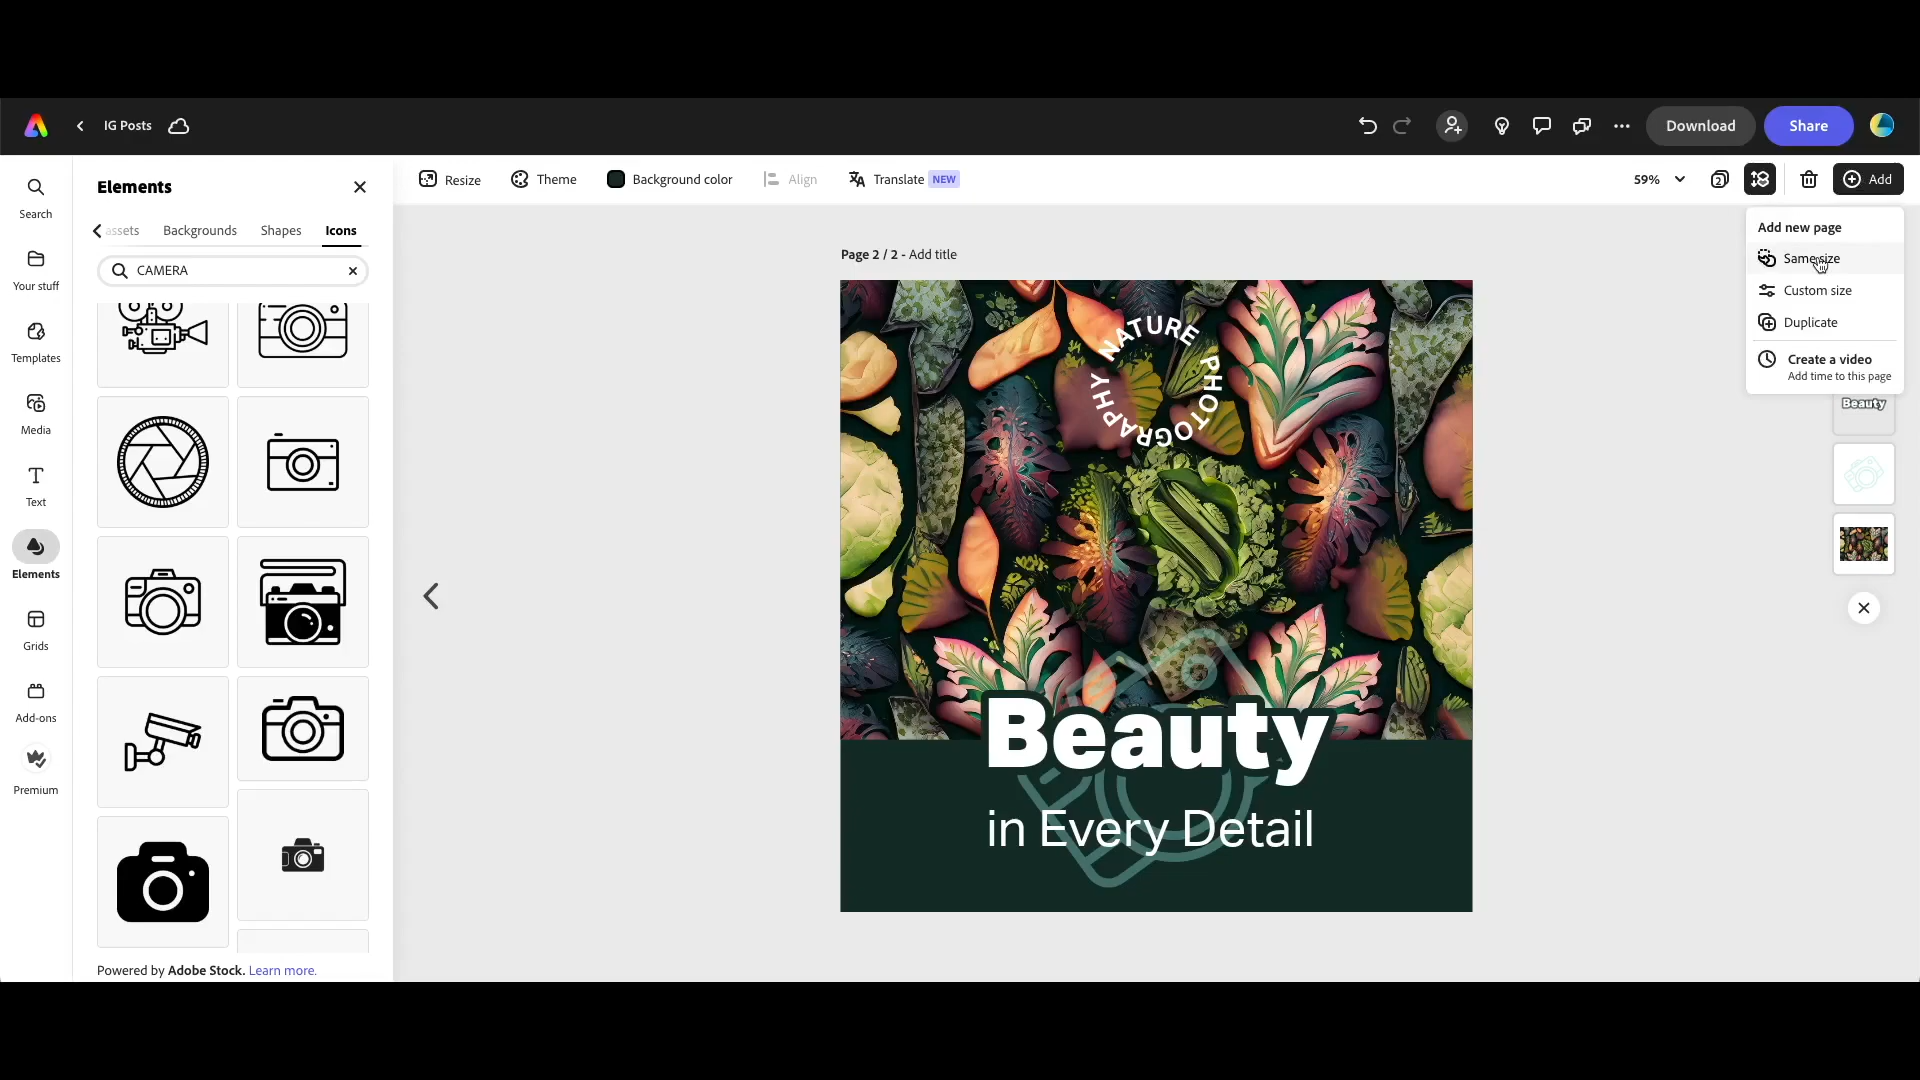 IG Posts
Download
Share
Search
Your stuff
Templates
Media
Text
Elements
Grids
Add-ons
Premium
Elements
assets
Backgrounds
Shapes
Icons
CAMERA
Powered by Adobe Stock. Learn more.
Resize
Theme
Background color
Align
Translate NEW
59%
2
Add
Add new page
Same size
Custom size
Duplicate
Create a video
Add time to this page
Beauty
Page 2 / 2 - Add title
NATURE PHOTOGRAPHY
Beauty
in Every Detail